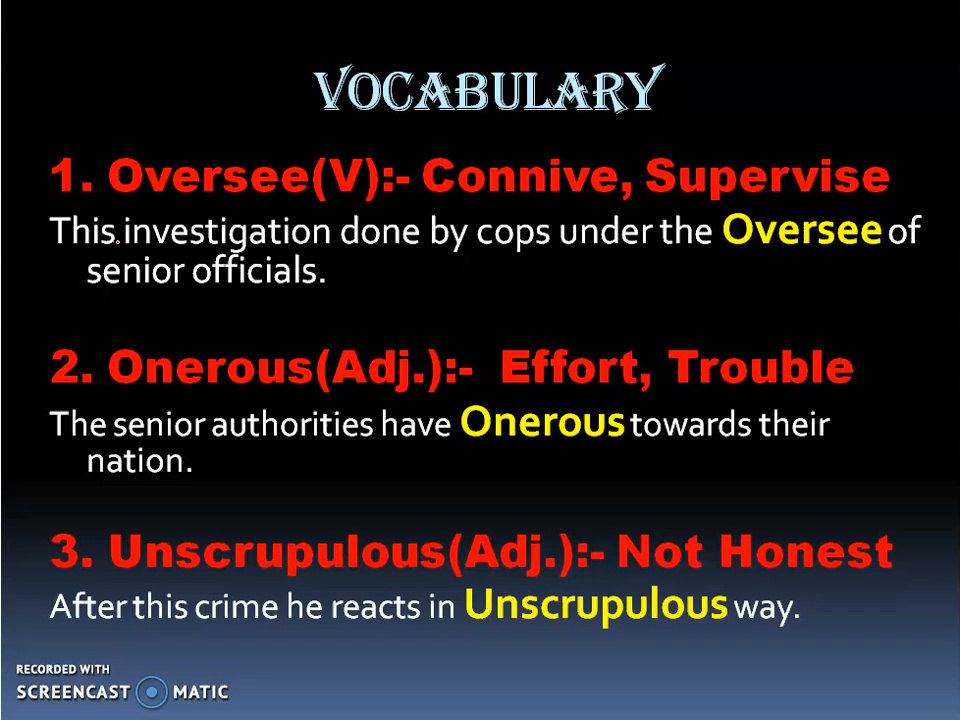 VOCABULARY
1. Oversee(V):- Connive, Supervise
This investigation done by cops under the Oversee of
senior officials.
2. Onerous(Adj.):- Effort, Trouble
The senior authorities have Onerous towards their
nation.
3. Unscrupulous(Adj.):- Not Honest
After this crime he reacts in Unscrupulous way.
RECORDED WITH
SCREENCAST MATIC